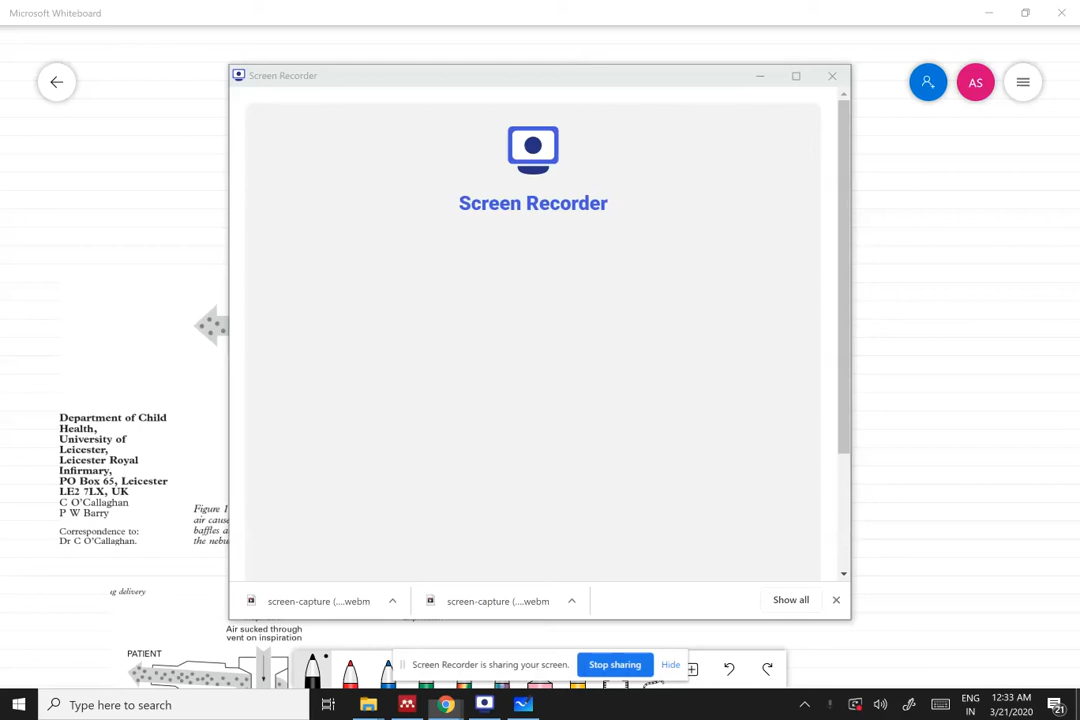 Microsoft Whiteboard
Screen Recorder
AS
Screen Recorder
Department of Child
Health,
University of
Leicester,
Leicester Royal
Infirmary,
PO Box 65, Leicester
LE2 7LX, UK
C O'Callaghan
P W Barry
Correspondence to:
Dr C O'Callaghan.
Figure 1
air cause
baffles a
the nebu
ug delivery
Air sucked through
vent on inspiration
PATIENT
screen-capture (....webm
screen-capture (....webm
Show all
Screen Recorder is sharing your screen.
Stop sharing
Hide
Type here to search
ENG
IN
12:33 AM
3/21/2020
21